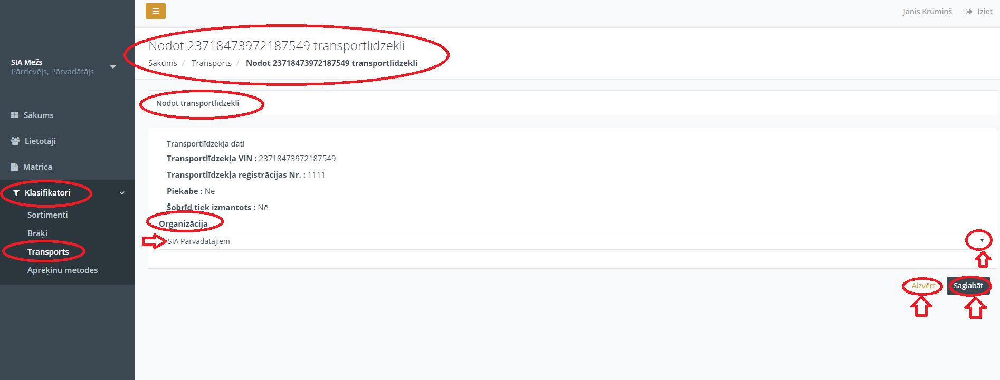 Jānis Krūmiņš
Iziet
SIA Mežs
Pārdevējs, Pārvadātājs
Sākums
Lietotāji
Matrica
Klasifikatori
Sortimenti
Brāķi
Transports
Aprēķinu metodes
Nodot 23718473972187549 transportlīdzekli
Sākums / Transports / Nodot 23718473972187549 transportlīdzekli
Nodot transportlīdzekli
Transportlīdzekļa dati
Transportlīdzekļa VIN : 23718473972187549
Transportlīdzekļa reģistrācijas Nr. : 1111
Piekabe : Nē
Šobrīd tiek izmantots : Nē
Organizācija
SIA Pārvadātājiem
Aizvērt
Saglabāt